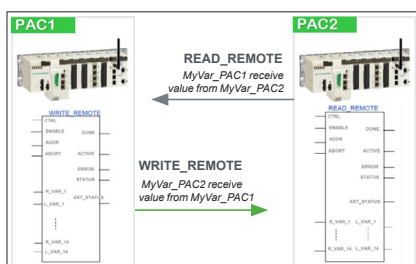 PAC1
PAC2
READ_REMOTE
MyVar_PAC1 receive
value from MyVar_PAC2
WRITE_REMOTE
CTRL
ENABLE
DONE
ADDR
ABORT
ACTIVE
ERROR
STATUS
R_VAR_1
EXT_STATUS
L_VAR_1
R_VAR_14
L_VAR_14
WRITE_REMOTE
MyVar_PAC2 receive
value from MyVar_PAC1
READ_REMOTE
CTRL
ENABLE
DONE
ADDR
ABORT
ACTIVE
ERROR
STATUS
EXT_STATUS
R_VAR_1 L_VAR_1
R_VAR_14 L_VAR_14